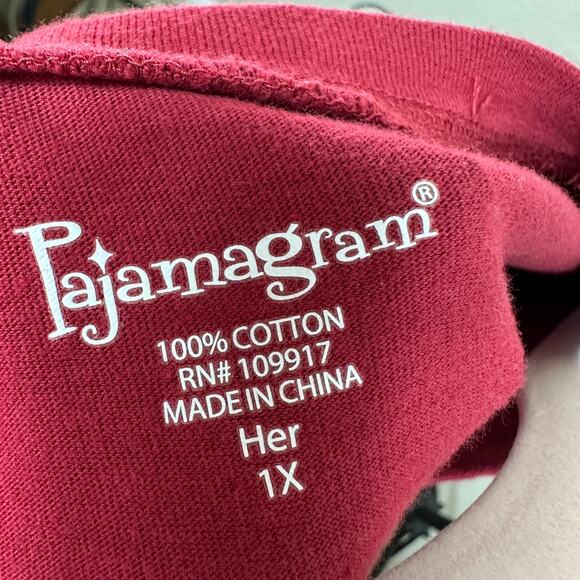 Pajamagram®
100% COTTON
RN# 109917
MADE IN CHINA
Her
1X